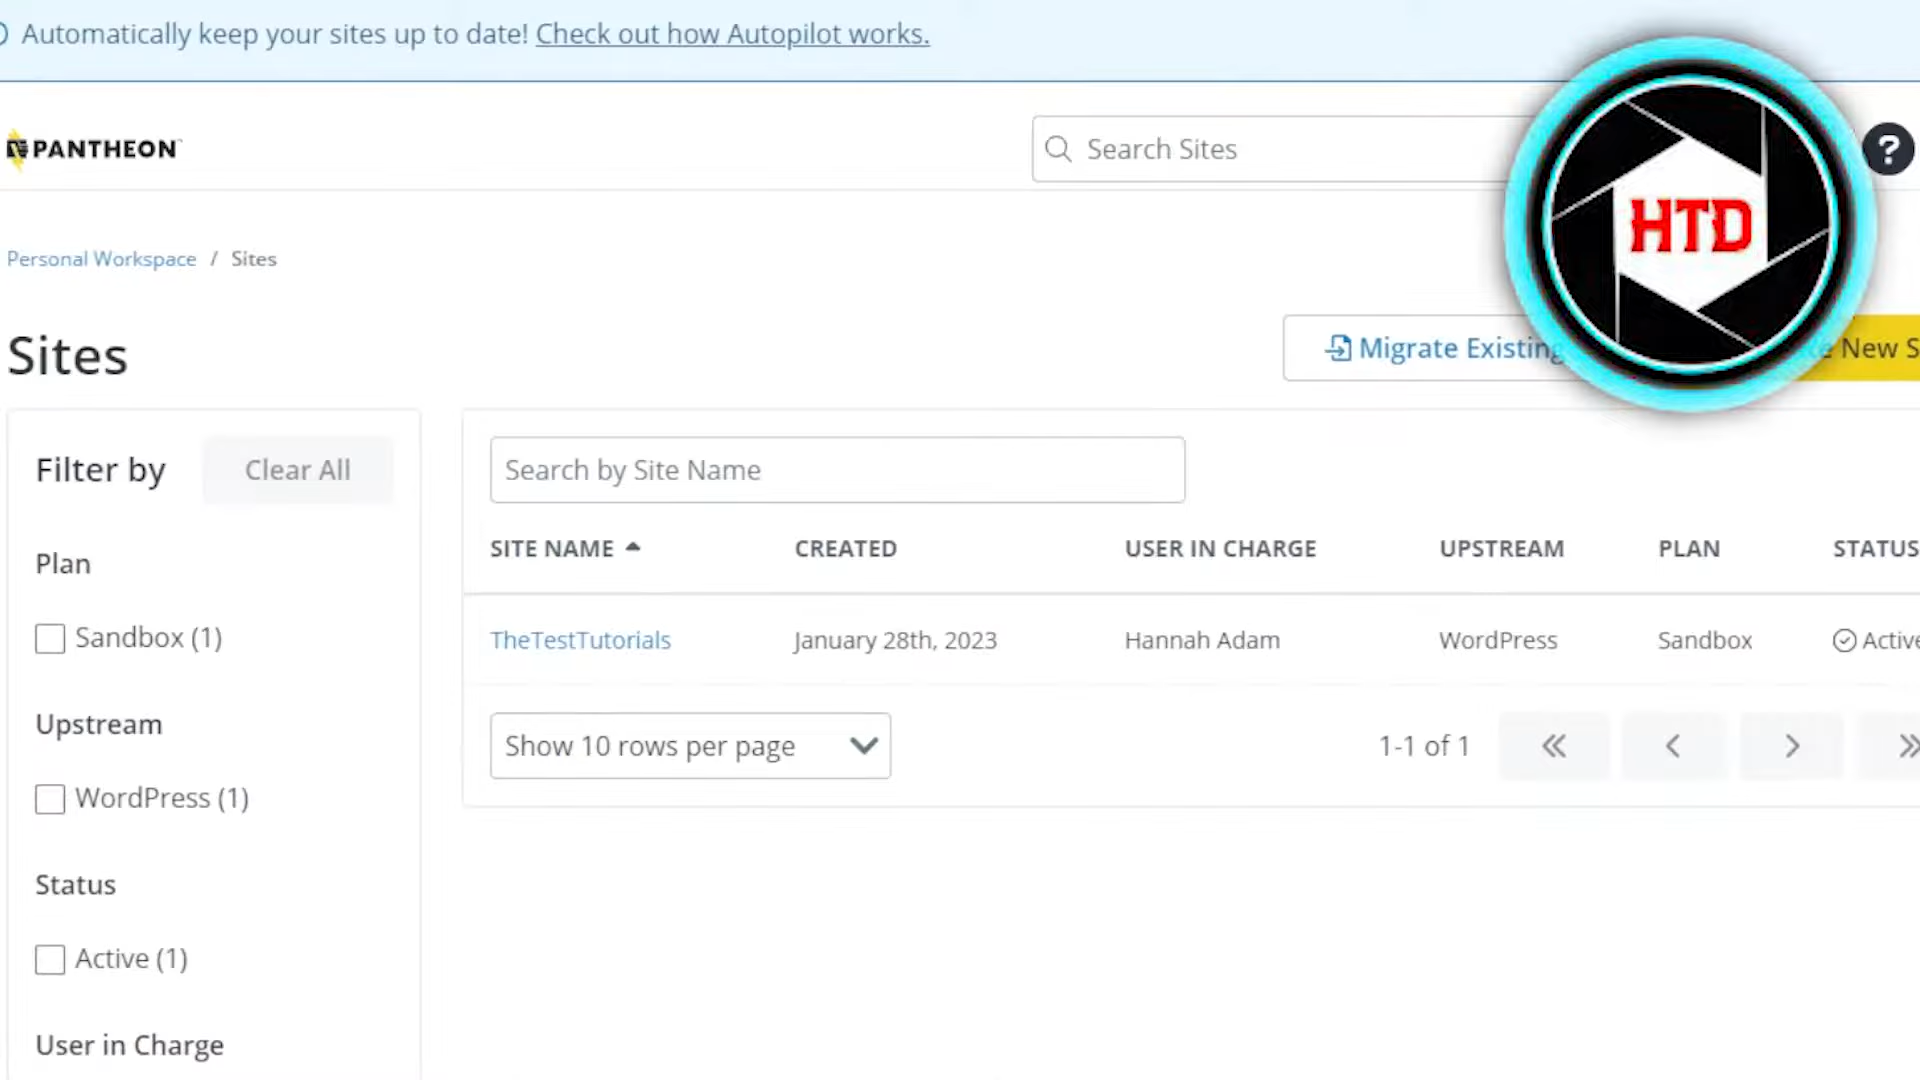 Automatically keep your sites up to date! Check out how Autopilot works.
PANTHEON
Search Sites
?
HTD
Personal Workspace / Sites
Sites
Migrate Existing
New S
Filter by
Clear All
Search by Site Name
SITE NAME CREATED USER IN CHARGE UPSTREAM PLAN STATUS
Plan
Sandbox (1)
TheTestTutorials January 28th, 2023 Hannah Adam WordPress Sandbox Active
Upstream
Show 10 rows per page
1-1 of 1
WordPress (1)
Status
Active (1)
User in Charge